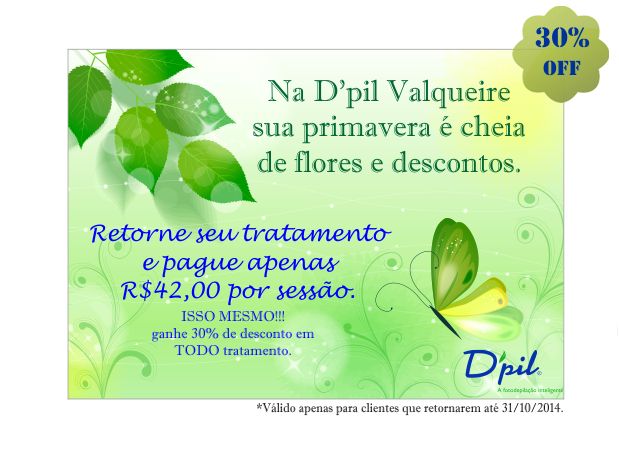 30%
OFF
Na D'pil Valqueire
sua primavera é cheia
de flores e descontos.
Retorne seu tratamento
e pague apenas
R$42,00 por sessão.
ISSO MESMO!!!
ganhe 30% de desconto em
TODO tratamento.
D'pil®
A fotodepilação inteligente
*Válido apenas para clientes que retornarem até 31/10/2014.